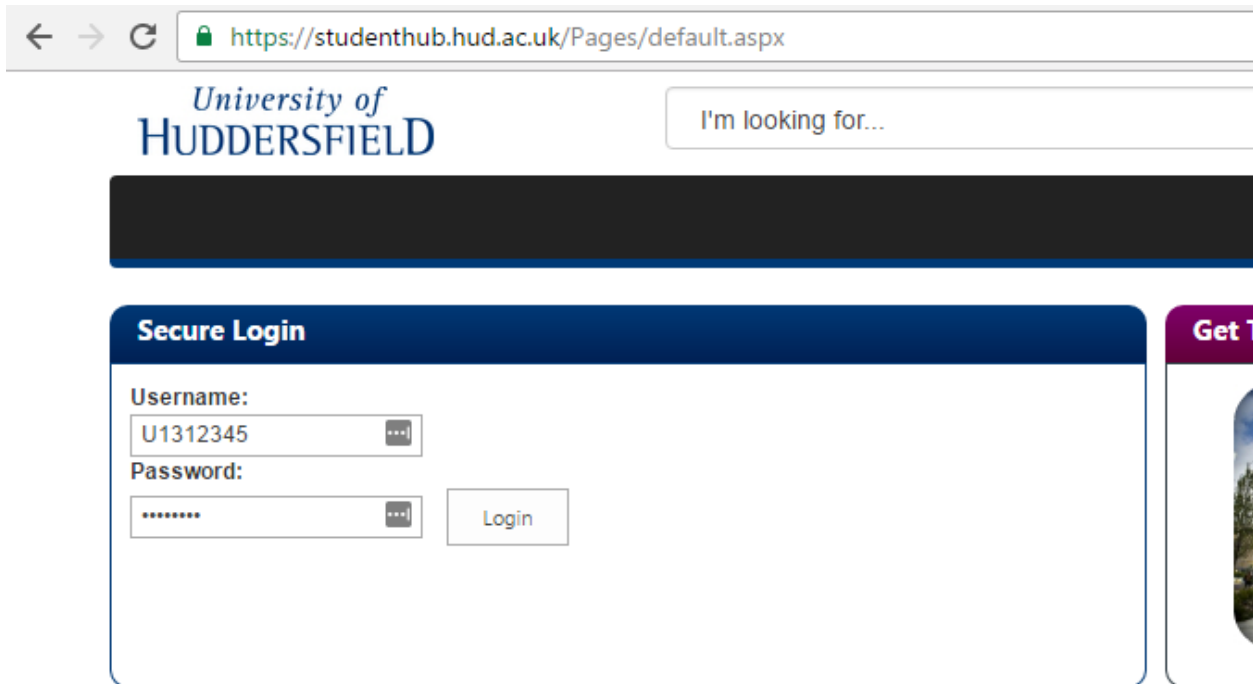 https://studenthub.hud.ac.uk/Pages/default.aspx
University of
HUDDERSFIELD
I'm looking for...
Secure Login
Get
Username:
U1312345
Password:
••••••••
Login